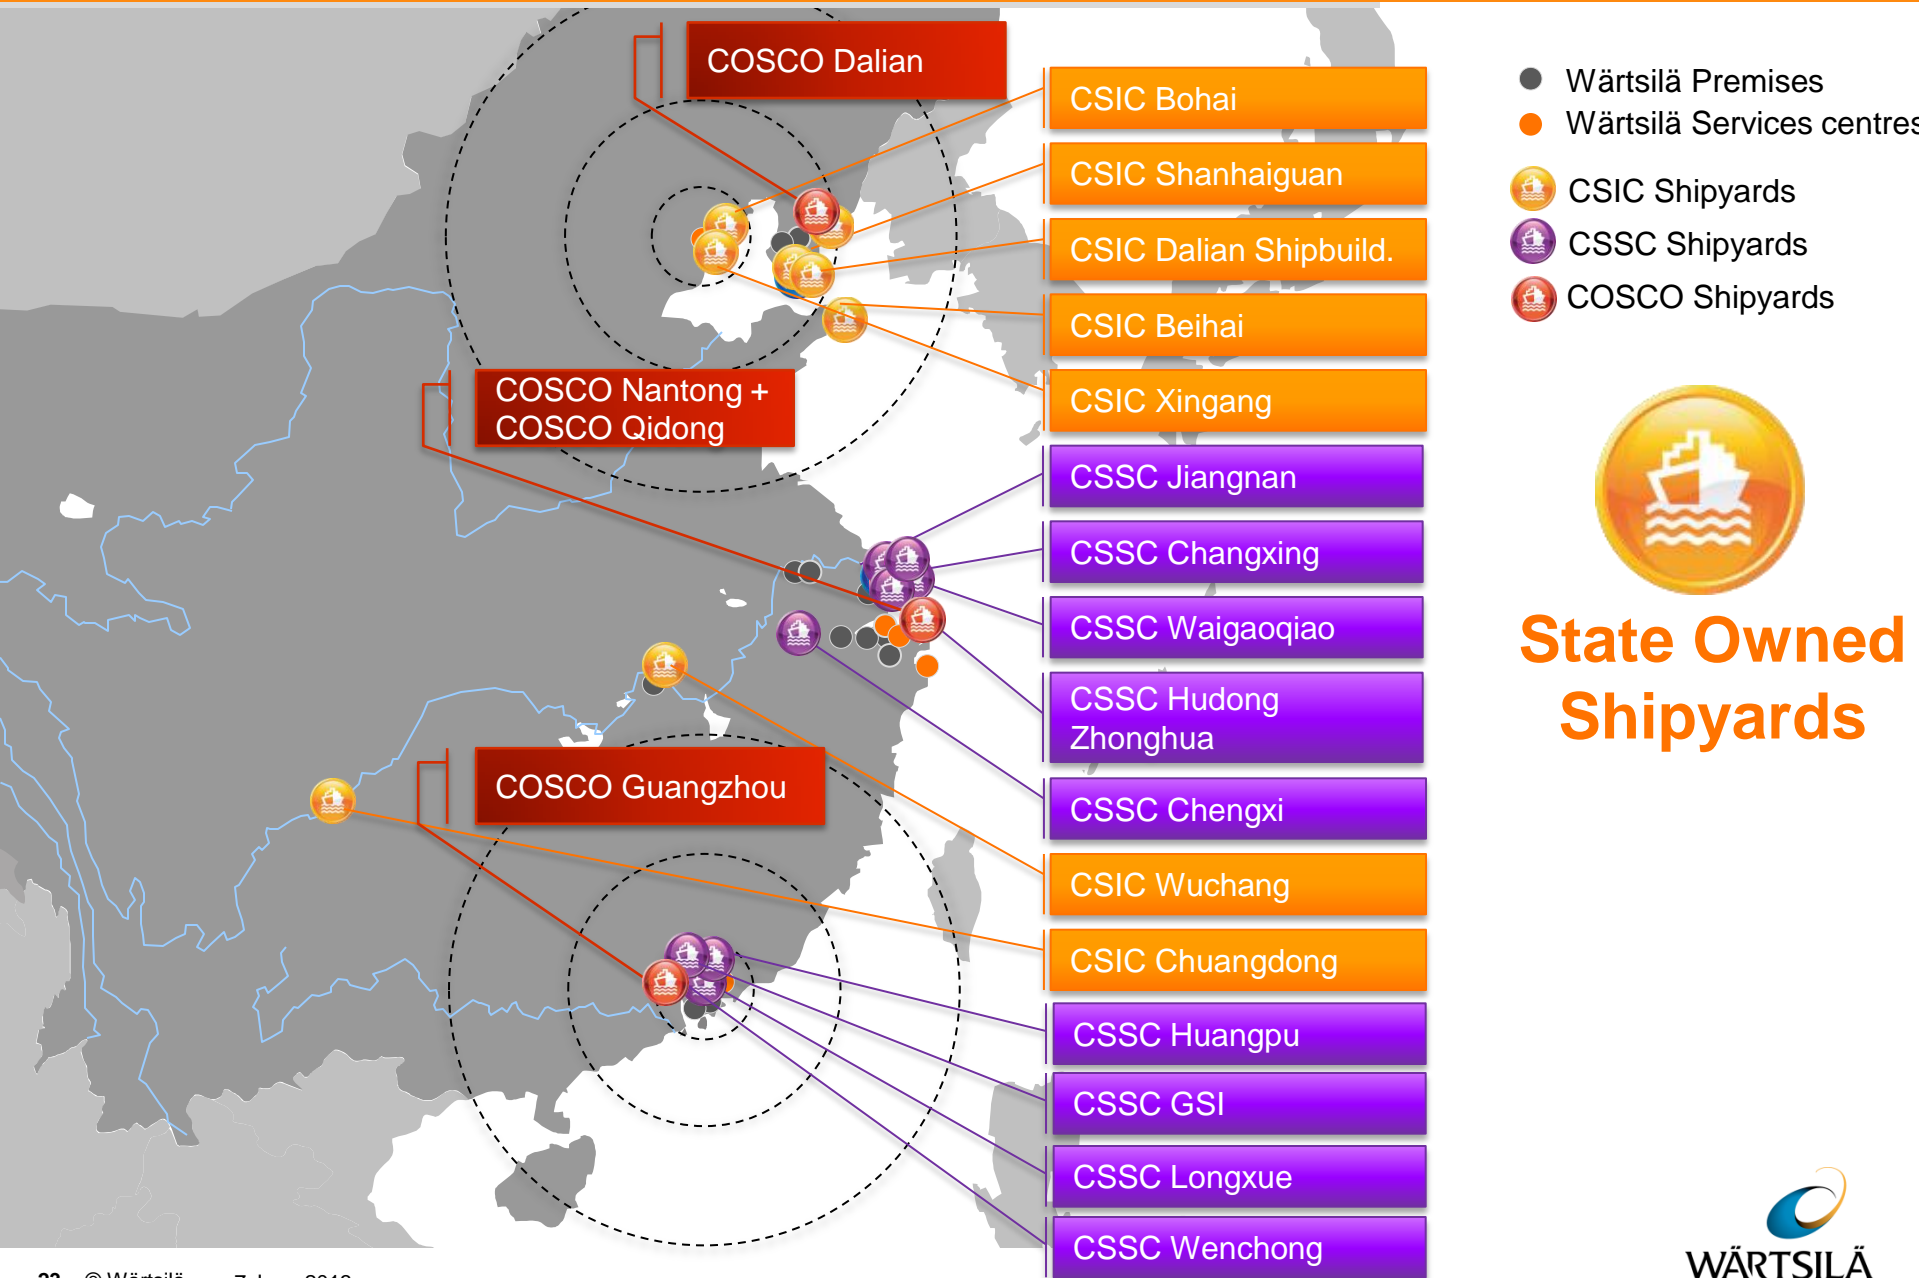 COSCO Dalian
CSIC Bohai
CSIC Shanhaiguan
CSIC Dalian Shipbuild.
CSIC Beihai
CSIC Xingang
COSCO Nantong +
COSCO Qidong
CSSC Jiangnan
CSSC Changxing
CSSC Waigaoqiao
CSSC Hudong
Zhonghua
CSSC Chengxi
COSCO Guangzhou
CSIC Wuchang
CSIC Chuangdong
CSSC Huangpu
CSSC GSI
CSSC Longxue
CSSC Wenchong
Wärtsilä Premises
Wärtsilä Services centres
CSIC Shipyards
CSSC Shipyards
COSCO Shipyards
State Owned
Shipyards
WÄRTSILÄ
© Wärtsilä